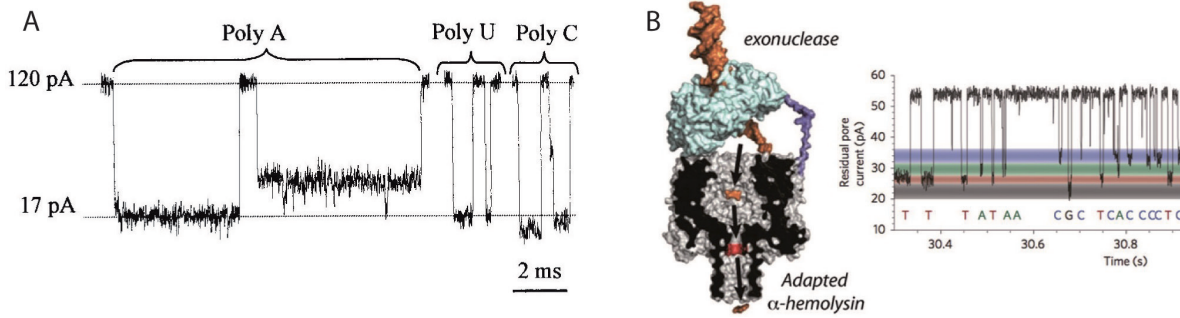 A
Poly A
Poly U
Poly C
120 pA
17 pA
2 ms
B
exonuclease
Adapted
α-hemolysin
Residual pore
current (pA)
60
50
40
30
20
10
T T T A T A A C G C T C A C C C C T C
30.4
30.6
30.8
Time (s)